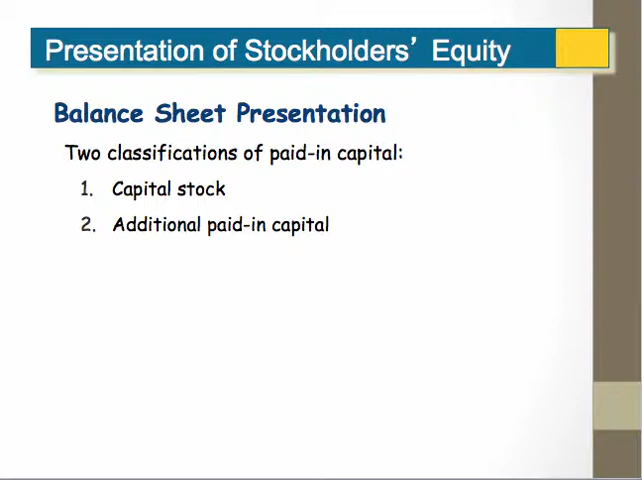 Presentation of Stockholders’ Equity
Balance Sheet Presentation
Two classifications of paid-in capital:
1. Capital stock
2. Additional paid-in capital